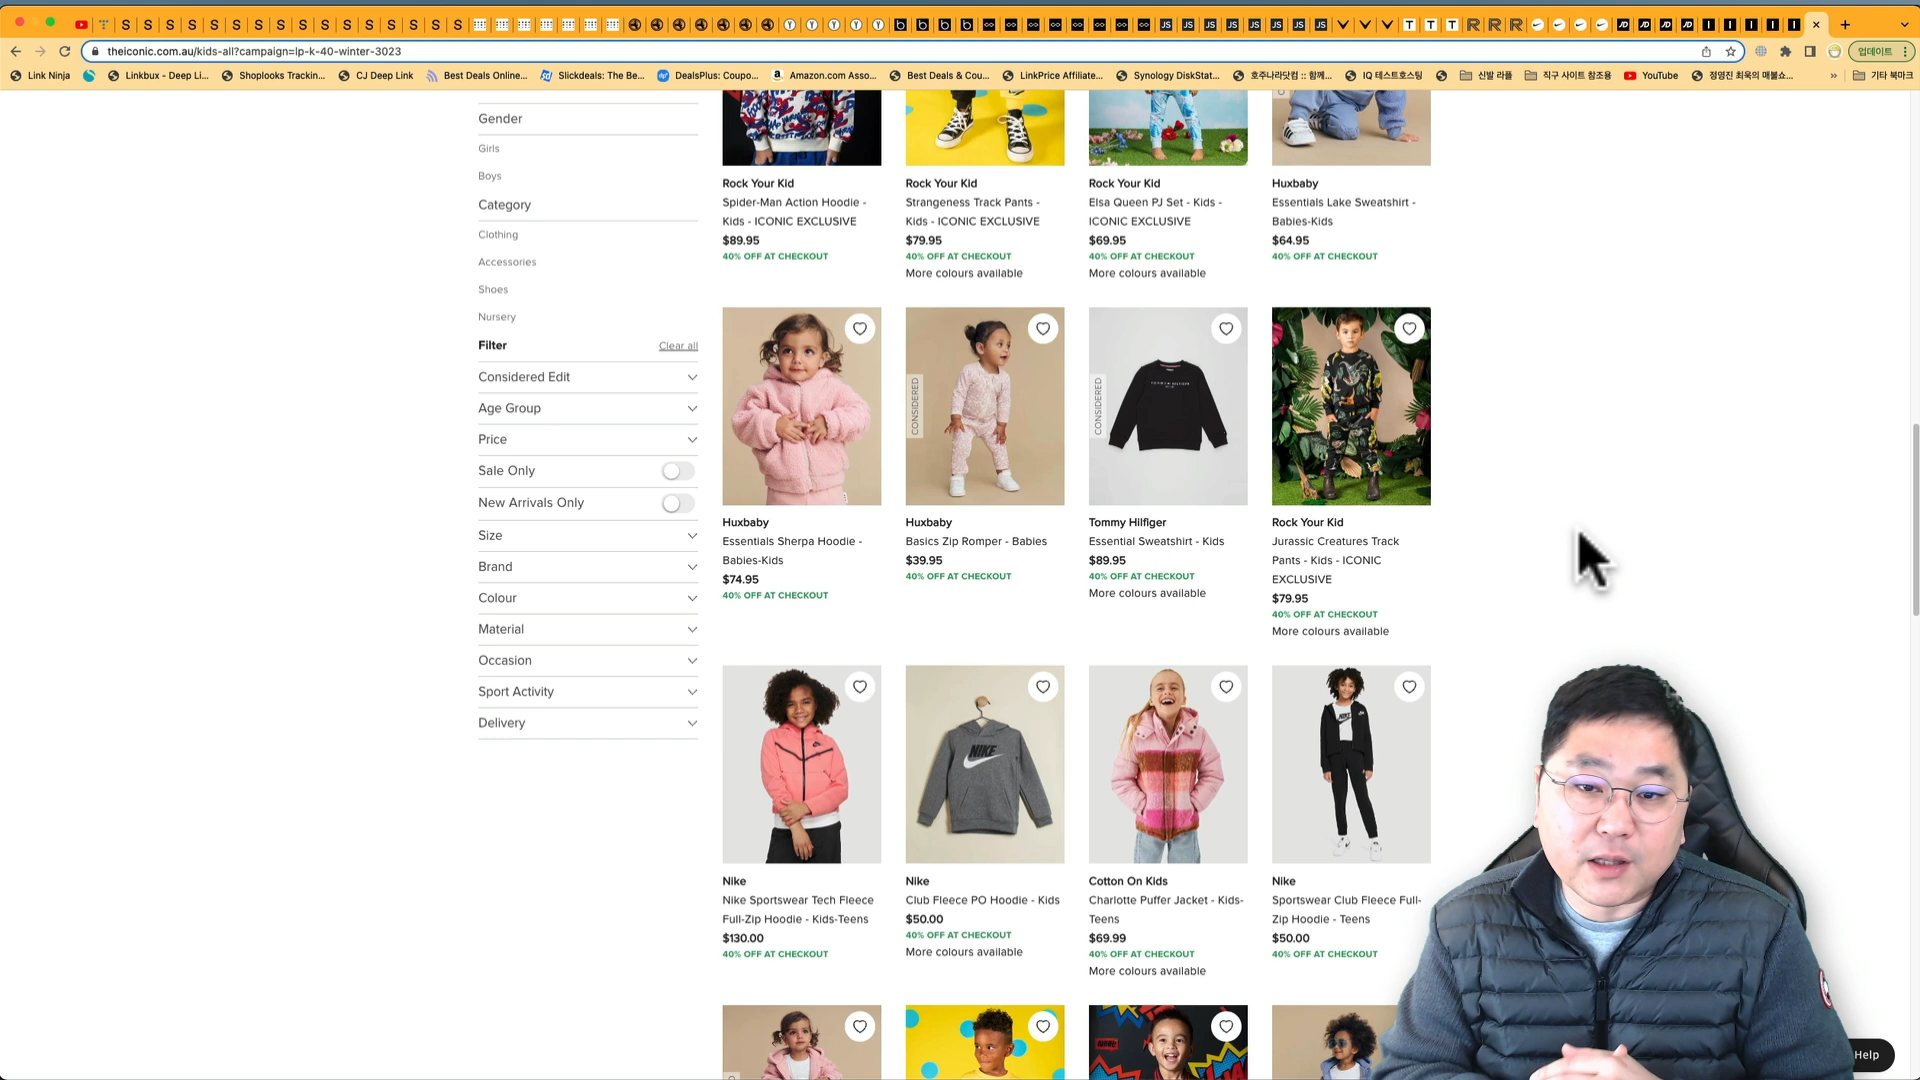 theiconic.com.au/kids-all?campaign=lp-k-40-winter-3023
업데이트
Link Ninja
Linkbux - Deep Li...
Shoplooks Trackin...
CJ Deep Link
Best Deals Online...
Slickdeals: The Be...
DealsPlus: Coupo...
Amazon.com Asso...
Best Deals & Cou...
LinkPrice Affiliate...
Synology DiskStat...
호주나라닷컴 :: 함께...
IQ 테스트호스팅
신발 라플
직구 사이트 참조용
YouTube
정영진 최욱의 매불쇼...
»
기타 북마크
Gender
Girls
Boys
Category
Clothing
Accessories
Shoes
Nursery
Filter
Clear all
Considered Edit
Age Group
Price
Sale Only
New Arrivals Only
Size
Brand
Colour
Material
Occasion
Sport Activity
Delivery
Rock Your Kid
Spider-Man Action Hoodie -
Kids - ICONIC EXCLUSIVE
$89.95
40% OFF AT CHECKOUT
Rock Your Kid
Strangeness Track Pants -
Kids - ICONIC EXCLUSIVE
$79.95
40% OFF AT CHECKOUT
More colours available
Rock Your Kid
Elsa Queen PJ Set - Kids -
ICONIC EXCLUSIVE
$69.95
40% OFF AT CHECKOUT
More colours available
Huxbaby
Essentials Lake Sweatshirt -
Babies-Kids
$64.95
40% OFF AT CHECKOUT
Huxbaby
Essentials Sherpa Hoodie -
Babies-Kids
$74.95
40% OFF AT CHECKOUT
CONSIDERED
Huxbaby
Basics Zip Romper - Babies
$39.95
40% OFF AT CHECKOUT
CONSIDERED
TOMMY HILFIGER
Tommy Hilfiger
Essential Sweatshirt - Kids
$89.95
40% OFF AT CHECKOUT
More colours available
Rock Your Kid
Jurassic Creatures Track
Pants - Kids - ICONIC
EXCLUSIVE
$79.95
40% OFF AT CHECKOUT
More colours available
Nike
Nike Sportswear Tech Fleece
Full-Zip Hoodie - Kids-Teens
$130.00
40% OFF AT CHECKOUT
NIKE
Nike
Club Fleece PO Hoodie - Kids
$50.00
40% OFF AT CHECKOUT
More colours available
Cotton On Kids
Charlotte Puffer Jacket - Kids-
Teens
$69.99
40% OFF AT CHECKOUT
More colours available
Nike
Sportswear Club Fleece Full-
Zip Hoodie - Teens
$50.00
40% OFF AT CHECKOUT
Help